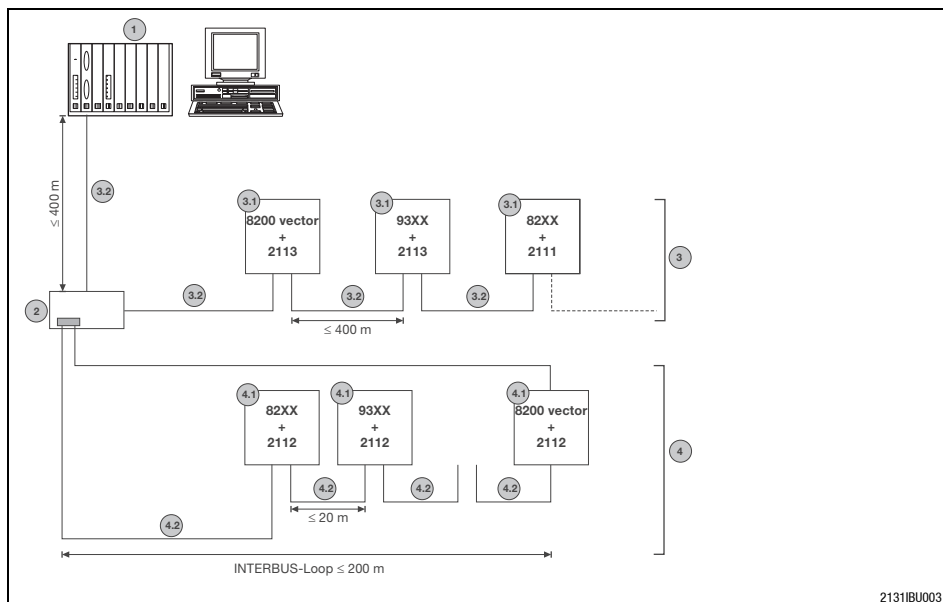 1
≤ 400 m
3.2
3.1
8200 vector
+
2113
3.1
93XX
+
2113
3.1
82XX
+
2111
3
2
3.2
3.2
3.2
≤ 400 m
4.1
82XX
+
2112
4.1
93XX
+
2112
4.1
8200 vector
+
2112
4
4.2
4.2
4.2
≤ 20 m
4.2
INTERBUS-Loop ≤ 200 m
2131IBU003